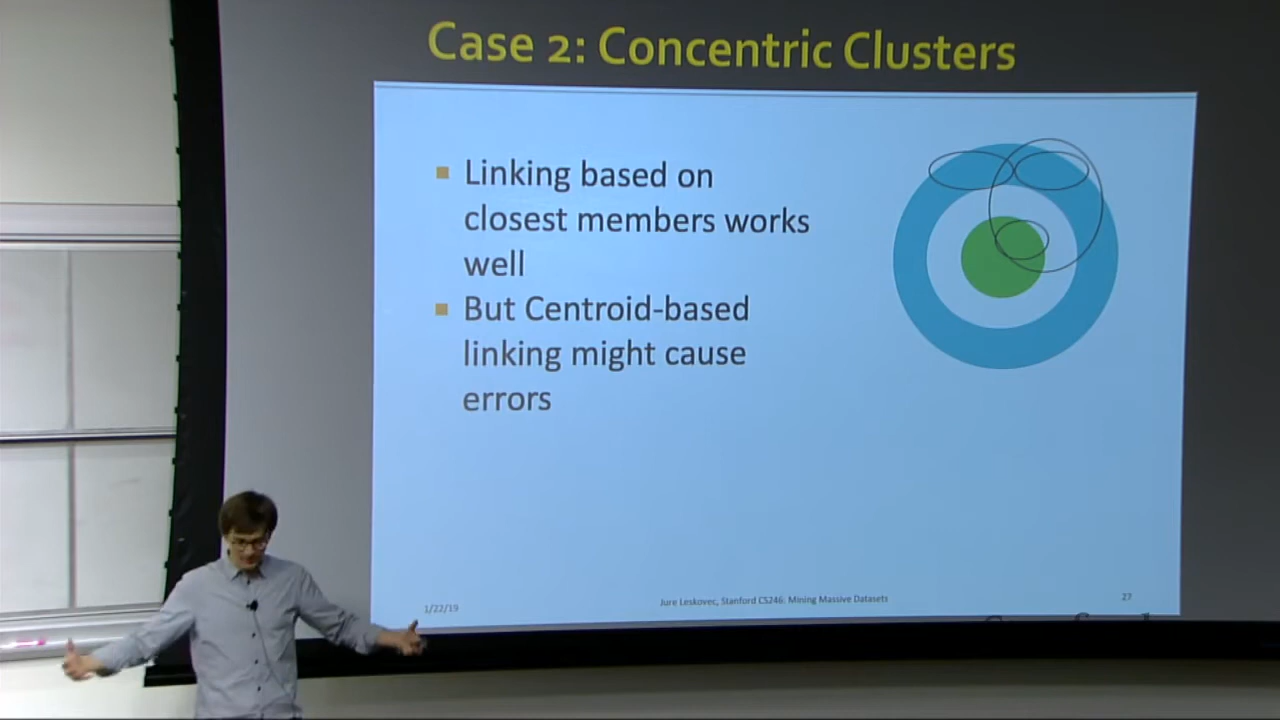 Case 2: Concentric Clusters
Linking based on
closest members works
well
But Centroid-based
linking might cause
errors
1/22/19
Jure Leskovec, Stanford CS246: Mining Massive Datasets
27